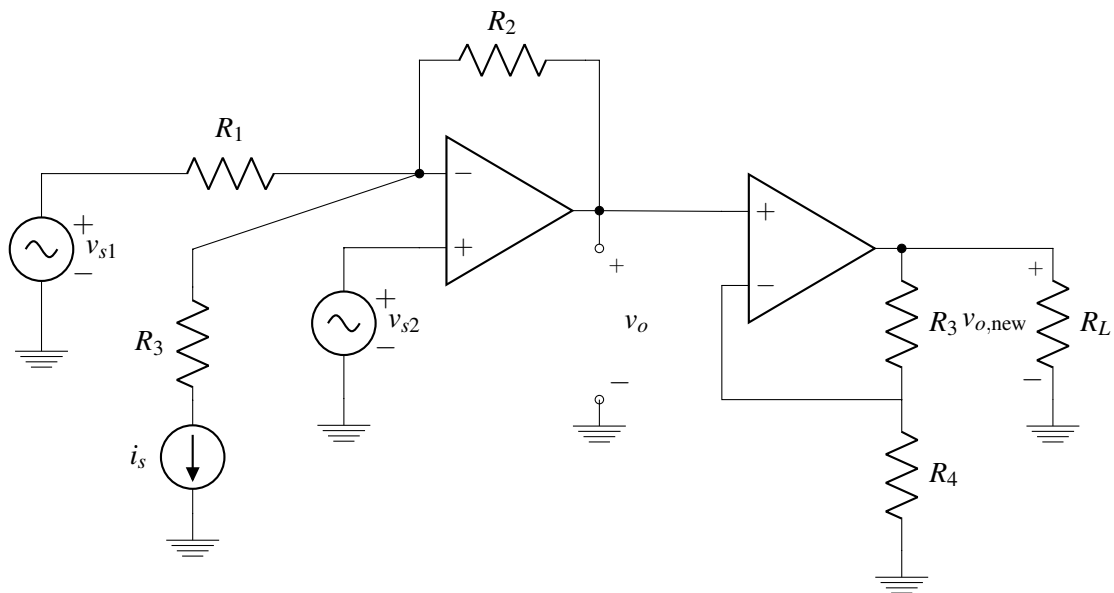 R2
R1
−
+
vs1
−
+
vs2
−
R3
is
+
vo
−
+
−
R3
vo,new
+
−
RL
R4
+